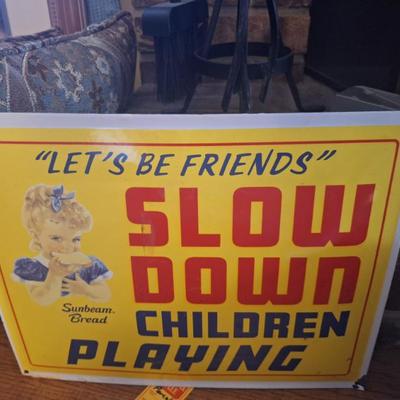 "LET'S BE FRIENDS"
SLOW
DOWN
Sunbeam.
Bread
CHILDREN
PLAYING